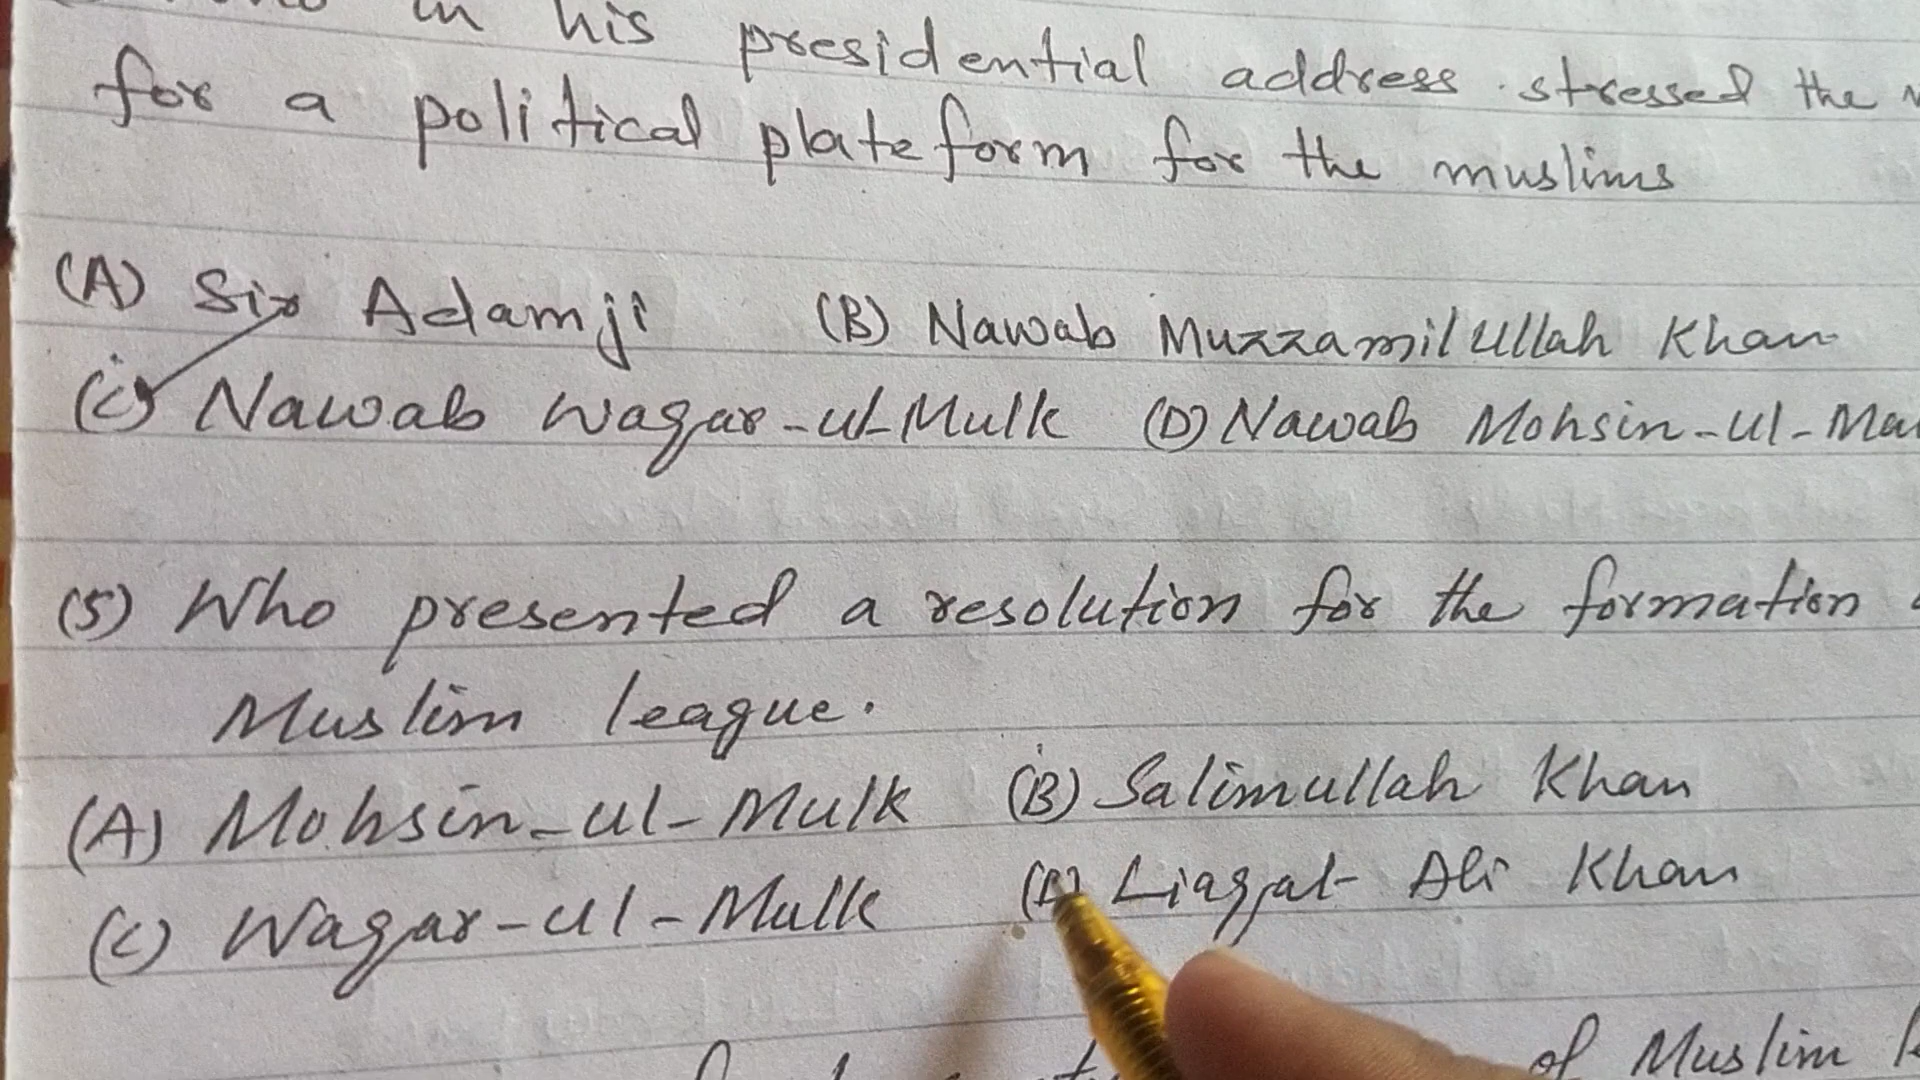 in his presidential address stressed the
for a political plateform for the muslims
(A) Sir Adamji (B) Nawab Muzzamilullah Khan
(C) Nawab Waqar-ul-Mulk (D) Nawab Mohsin-ul-
(5) Who presented a resolution for the formation
Muslim league.
(A) Mohsin-ul-Mulk (B) Salimullah Khan
(C) Waqar-ul-Mulk (D) Liaqat Ali Khan
of Muslim